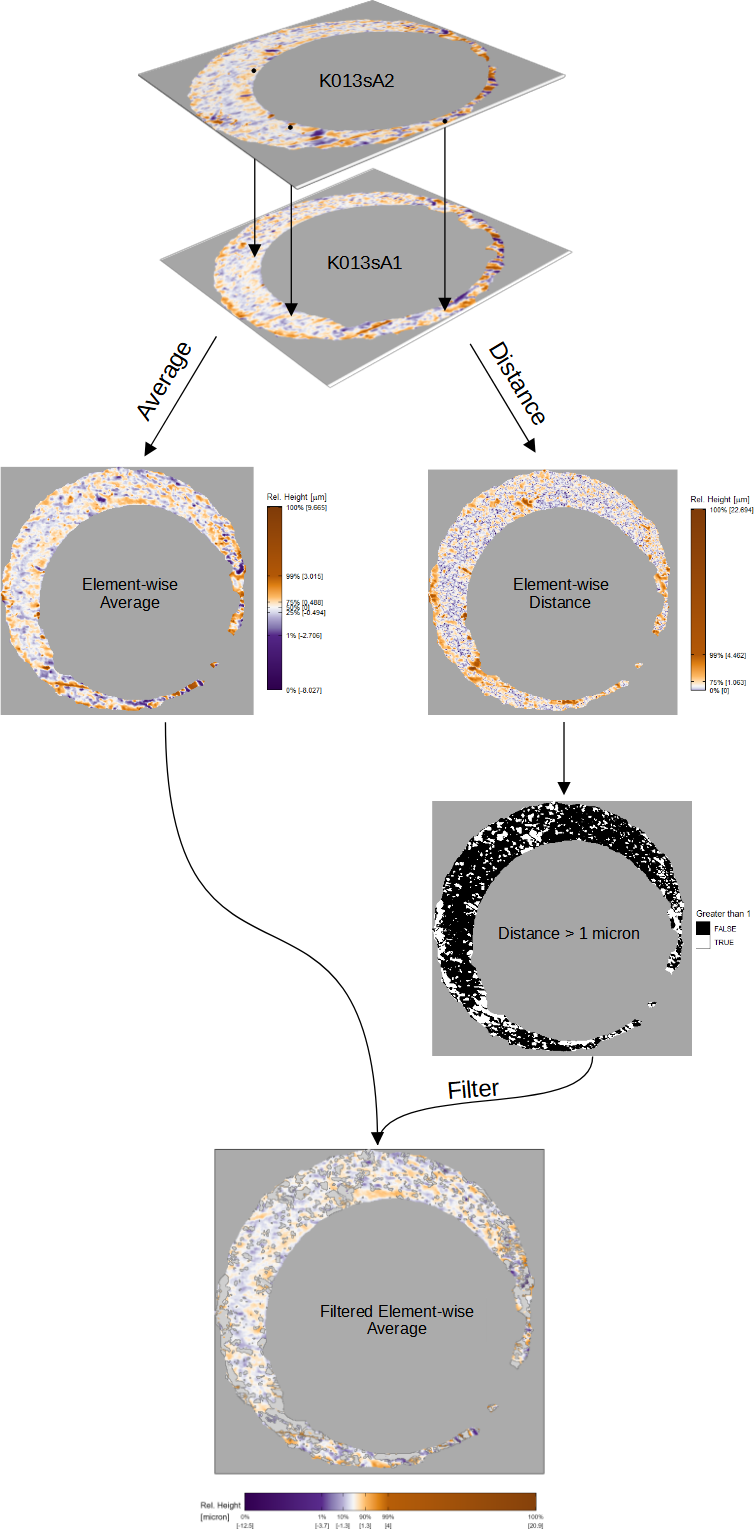 K013sA2
K013sA1
Average
Distance
Rel. Height [µm]
100% [9.665]
99% [3.015]
75% [0.488]
50% [0]
25% [-0.494]
1% [-2.706]
0% [-8.027]
Element-wise
Average
Element-wise
Distance
Rel. Height [µm]
100% [22.694]
99% [4.462]
75% [1.063]
0% [0]
Distance > 1 micron
Greater than 1
FALSE
TRUE
Filter
Filtered Element-wise
Average
Rel. Height
[micron]
0% 1% 10% 90% 99% 100%
[-12.5] [-3.7] [-1.3] [1.3] [4] [20.9]